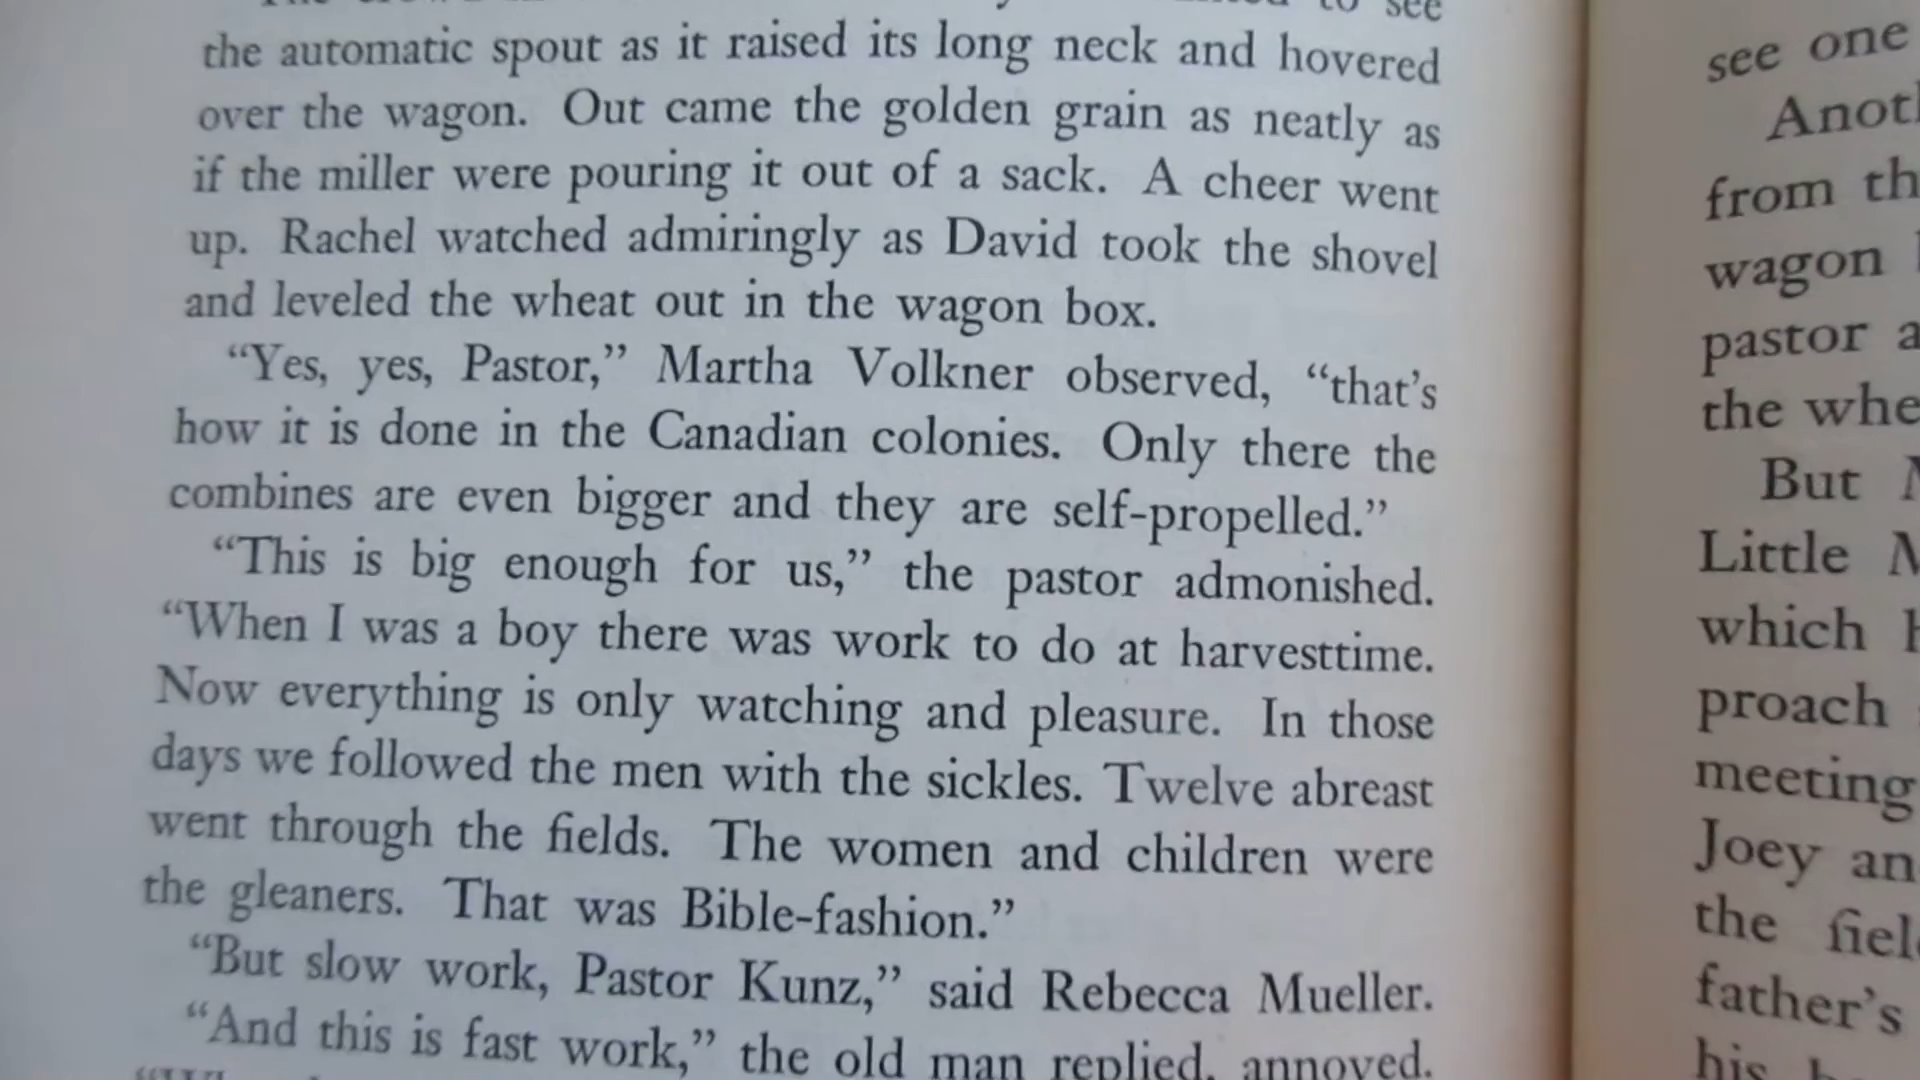 to see
the automatic spout as it raised its long neck and hovered
over the wagon. Out came the golden grain as neatly as
if the miller were pouring it out of a sack. A cheer went
up. Rachel watched admiringly as David took the shovel
and leveled the wheat out in the wagon box.
“Yes, yes, Pastor,” Martha Volkner observed, “that's
how it is done in the Canadian colonies. Only there the
combines are even bigger and they are self-propelled.”
“This is big enough for us,” the pastor admonished.
“When I was a boy there was work to do at harvesttime.
Now everything is only watching and pleasure. In those
days we followed the men with the sickles. Twelve abreast
went through the fields. The women and children were
the gleaners. That was Bible-fashion.”
“But slow work, Pastor Kunz,” said Rebecca Mueller.
“And this is fast work,” the old man replied, annoyed.
see one
from
wagon
pastor
the
But
Little
which
proach
meeting
Joey
the
father's
his